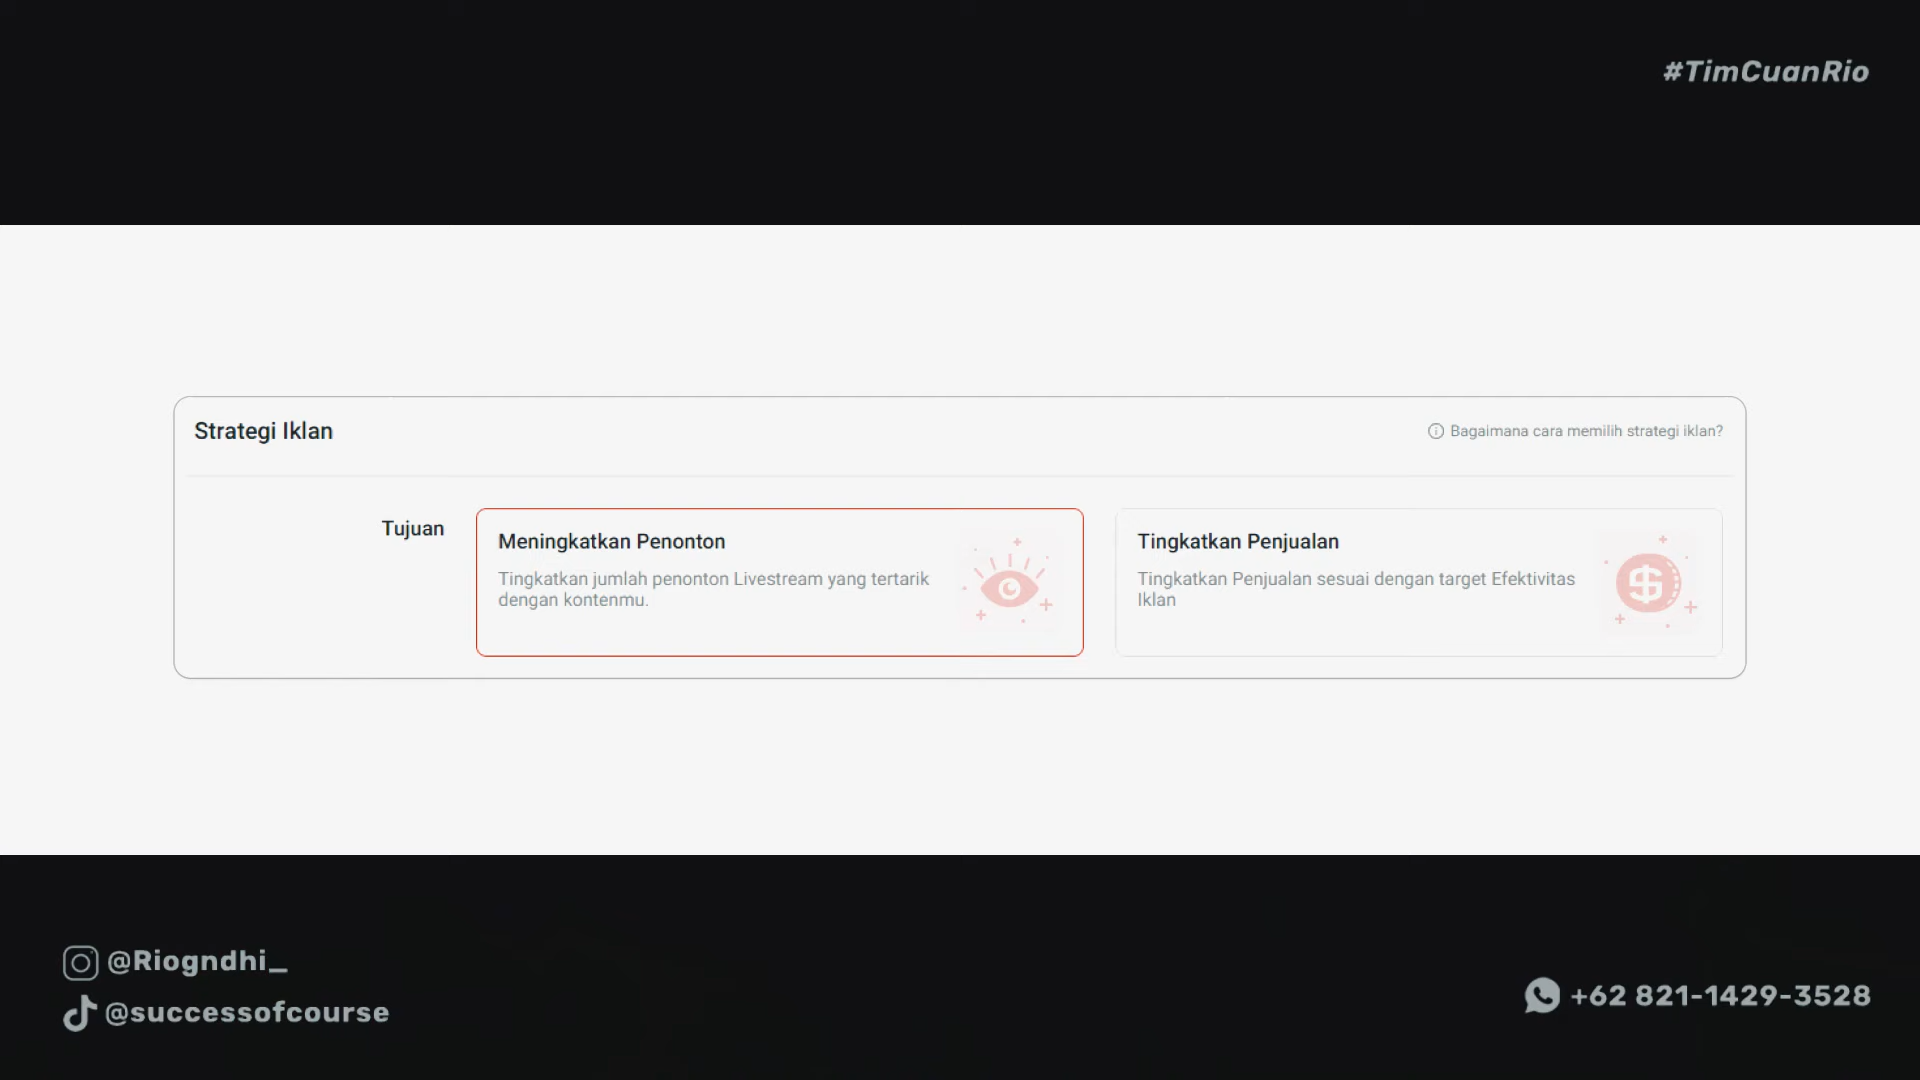 #TimCuanRio
Strategi Iklan
Bagaimana cara memilih strategi iklan?
Tujuan
Meningkatkan Penonton
Tingkatkan jumlah penonton Livestream yang tertarik
dengan kontenmu.
Tingkatkan Penjualan
Tingkatkan Penjualan sesuai dengan target Efektivitas
Iklan
@Riogndhi_
@successofcourse
+62 821-1429-3528